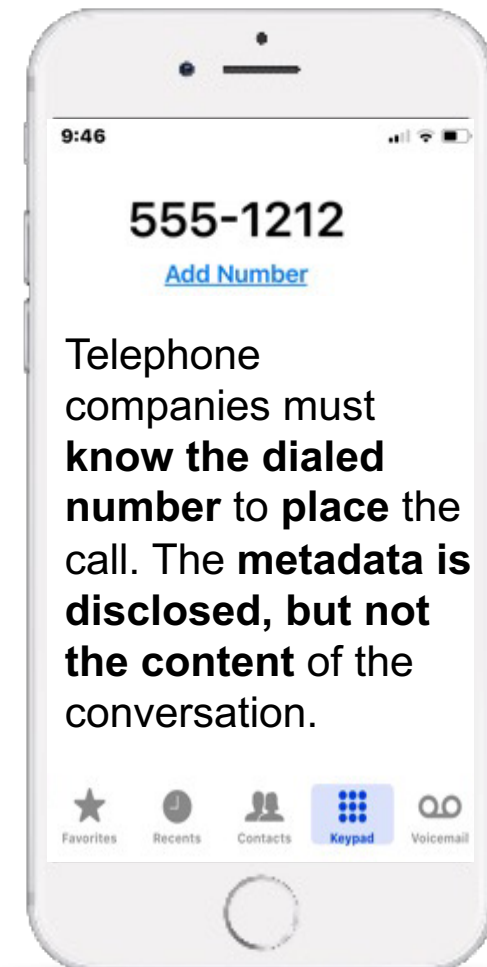 9:46
555-1212
Add Number
Telephone
companies must
know the dialed
number to place the
call. The metadata is
disclosed, but not
the content of the
conversation.
Favorites Recents Contacts Keypad Voicemail